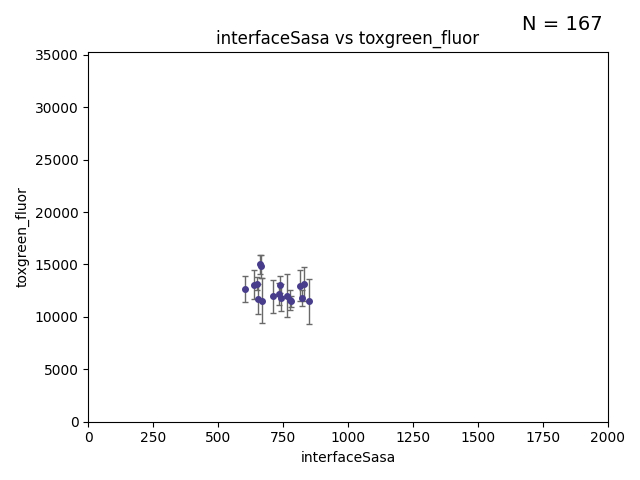 N = 167
interfaceSasa vs toxgreen_fluor
35000
30000
25000
20000
15000
10000
5000
0
toxgreen_fluor
0 250 500 750 1000 1250 1500 1750 2000
interfaceSasa